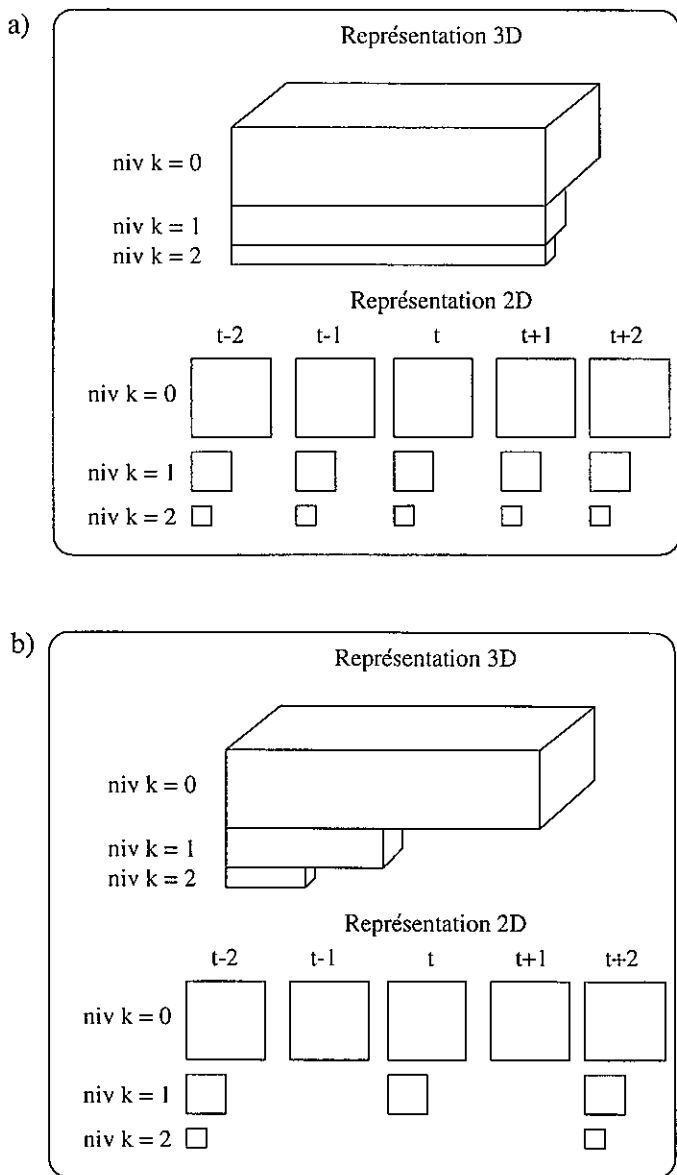 a)
Représentation 3D
niv k = 0
niv k = 1
niv k = 2
Représentation 2D
t-2 t-1 t t+1 t+2
niv k = 0
niv k = 1
niv k = 2
b)
Représentation 3D
niv k = 0
niv k = 1
niv k = 2
Représentation 2D
t-2 t-1 t t+1 t+2
niv k = 0
niv k = 1
niv k = 2